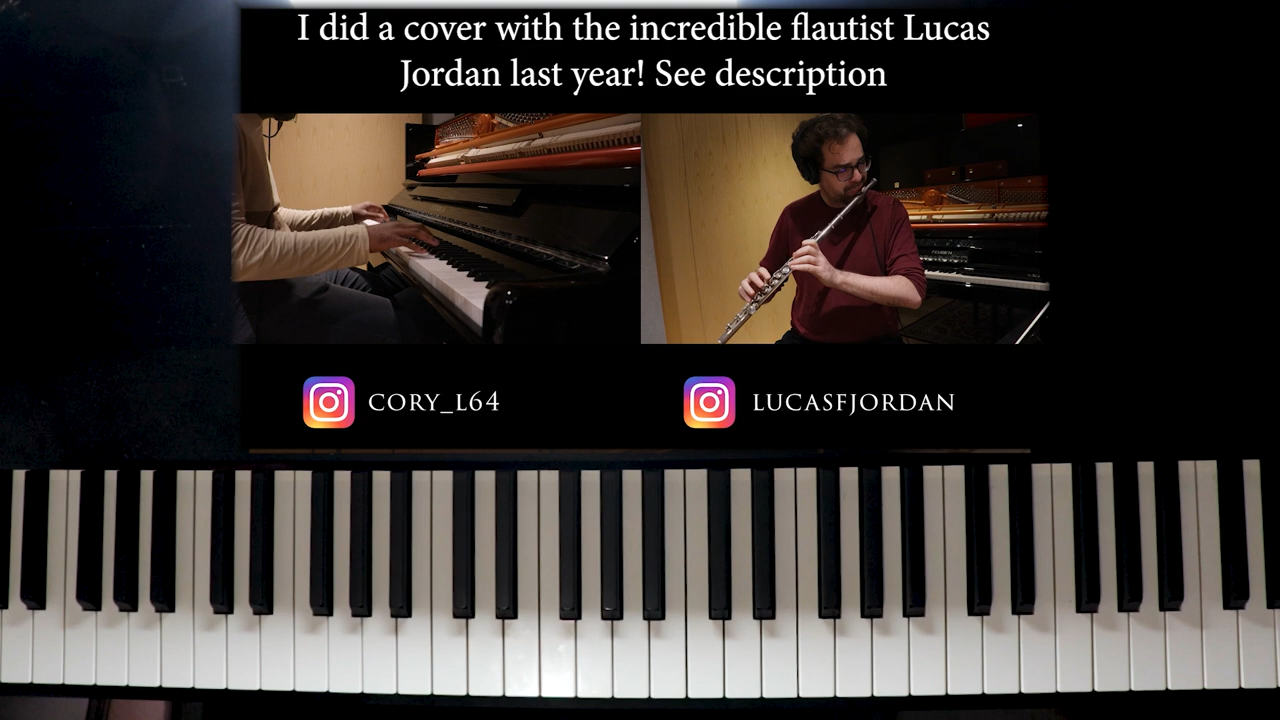 I did a cover with the incredible flautist Lucas
Jordan last year! See description
CORY_L64
LUCASFJORDAN